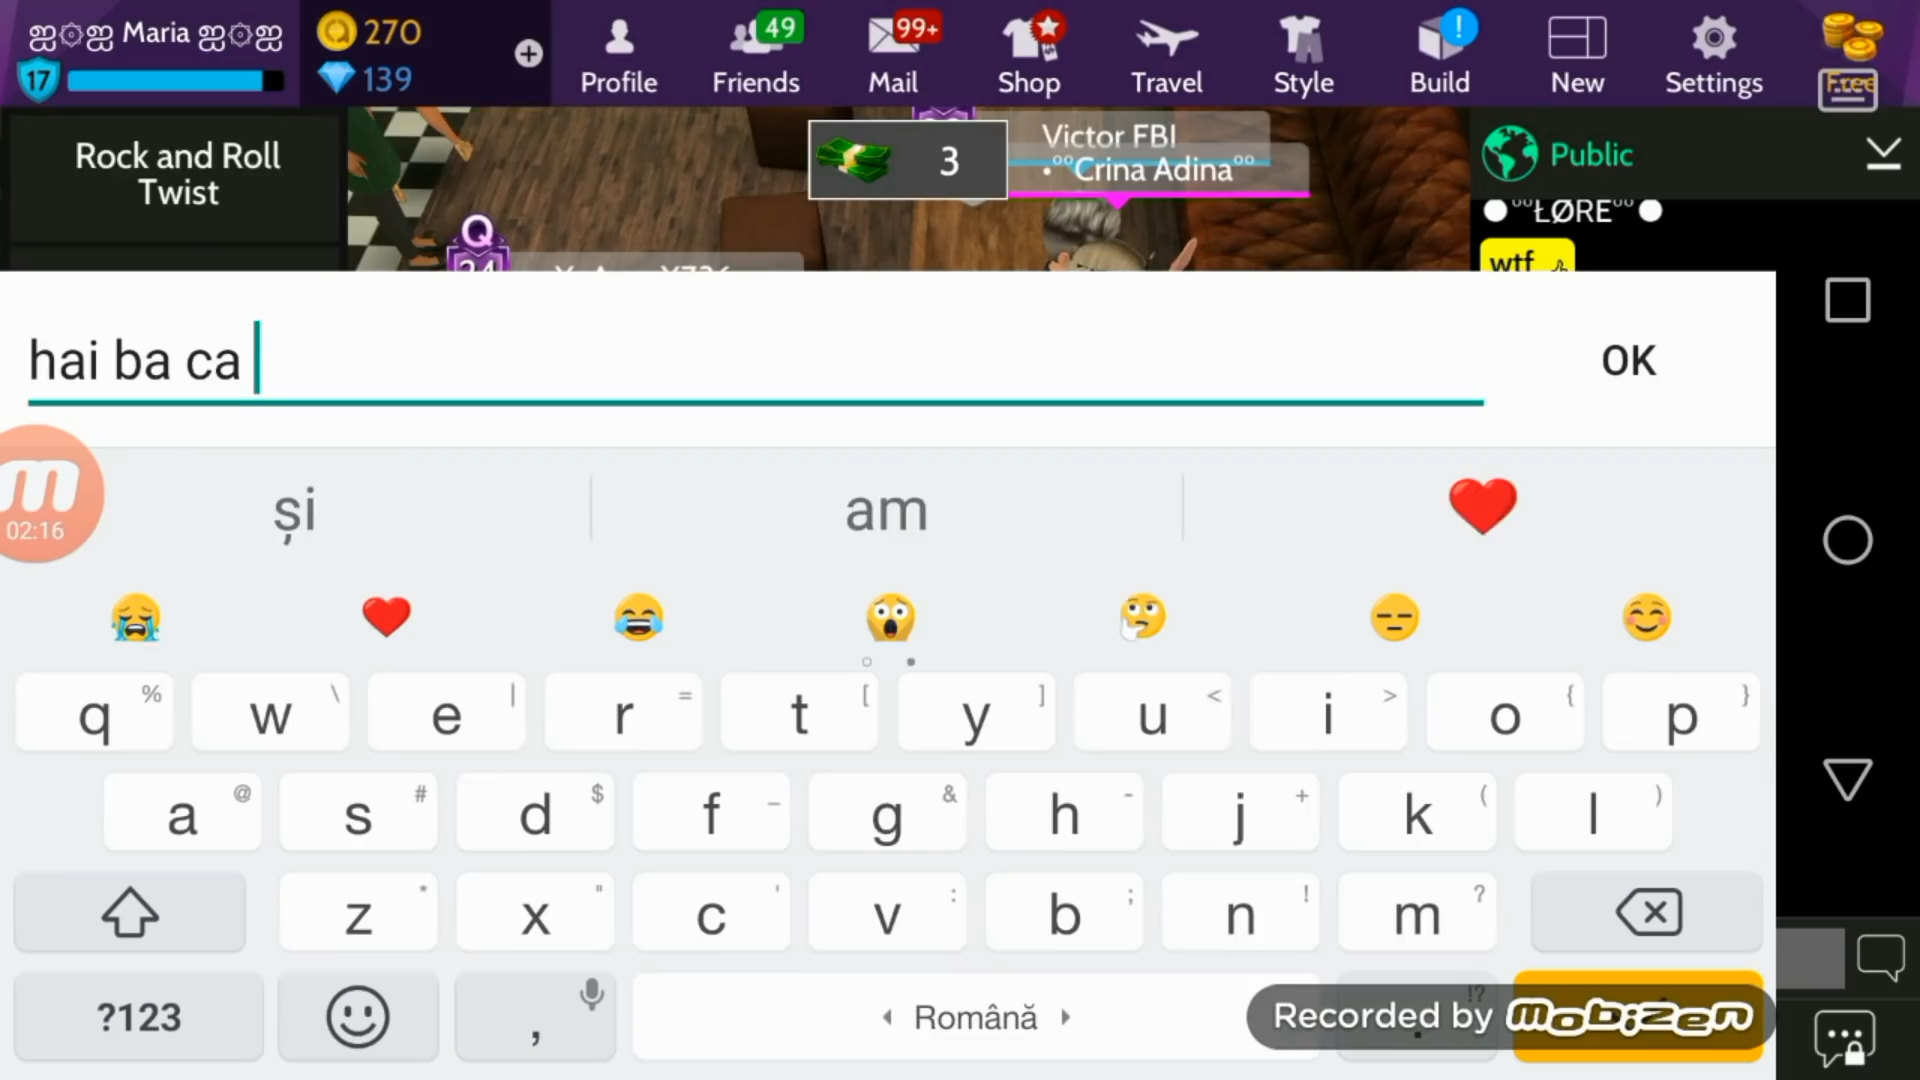 ஐ۞ஐ Maria ஐ۞ஐ
17
270
139
Profile
49
Friends
99+
Mail
Shop
Travel
Style
!
Build
New
Settings
Free
Rock and Roll
Twist
3
Victor FBI
•°°Crina Adina°°
Public
Q
24
●°°ŁØRE°°●
wtf
hai ba ca
OK
02:16
și
am
q % w \ e | r = t [ y ] u < i > o { p }
a @ s # d $ f _ g & h - j + k ( l )
z * x " c ' v : b ; n ! m ?
?123
,
Română
!?
.
Recorded by mobizen